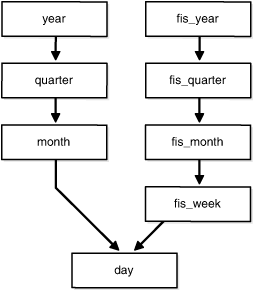 year
fis_year
quarter
fis_quarter
month
fis_month
fis_week
day